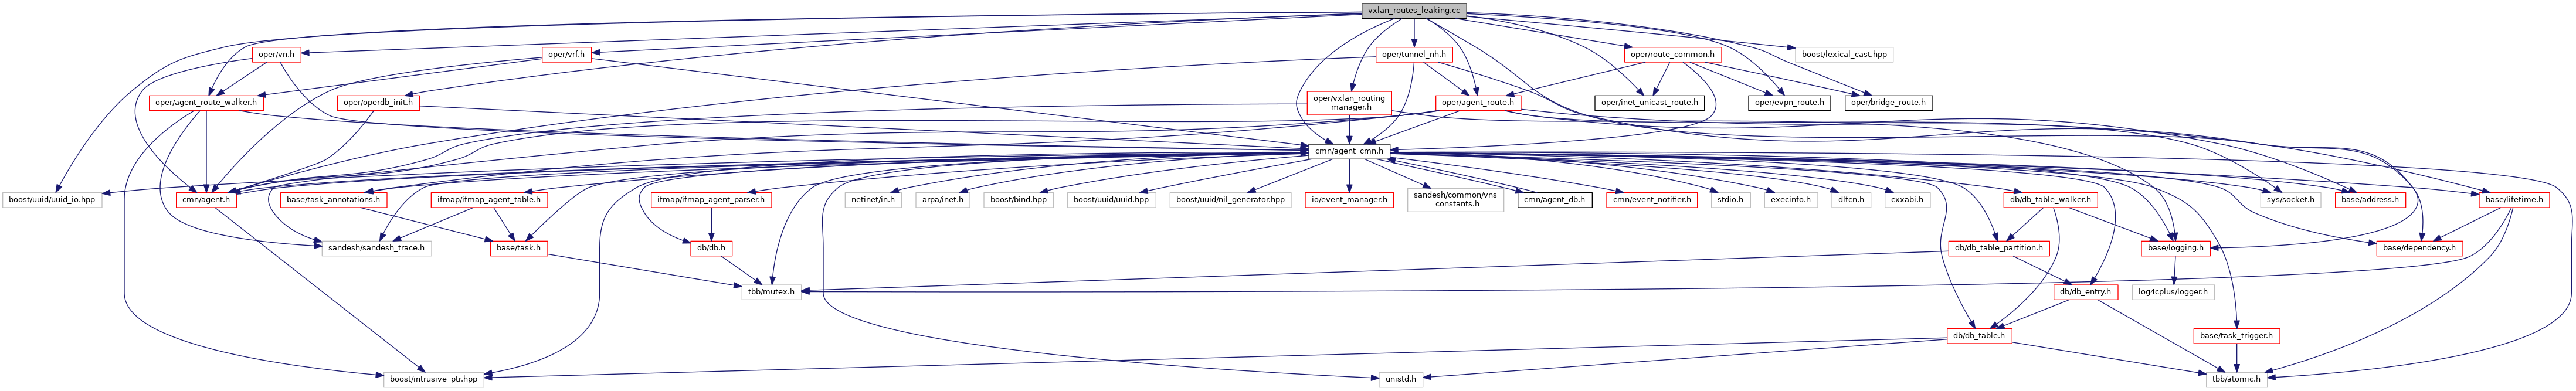 vxlan_routes_leaking.cc
oper/vn.h
oper/vrf.h
oper/tunnel_nh.h
oper/route_common.h
boost/lexical_cast.hpp
oper/agent_route_walker.h
oper/operdb_init.h
oper/vxlan_routing
_manager.h
oper/agent_route.h
oper/inet_unicast_route.h
oper/evpn_route.h
oper/bridge_route.h
cmn/agent_cmn.h
boost/uuid/uuid_io.hpp
cmn/agent.h
base/task_annotations.h
ifmap/ifmap_agent_table.h
ifmap/ifmap_agent_parser.h
netinet/in.h
arpa/inet.h
boost/bind.hpp
boost/uuid/uuid.hpp
boost/uuid/nil_generator.hpp
io/event_manager.h
sandesh/common/vns
_constants.h
cmn/agent_db.h
cmn/event_notifier.h
stdio.h
execinfo.h
dlfcn.h
cxxabi.h
db/db_table_walker.h
sys/socket.h
base/address.h
base/lifetime.h
sandesh/sandesh_trace.h
base/task.h
db/db.h
db/db_table_partition.h
base/logging.h
base/dependency.h
tbb/mutex.h
db/db_entry.h
log4cplus/logger.h
db/db_table.h
base/task_trigger.h
boost/intrusive_ptr.hpp
unistd.h
tbb/atomic.h